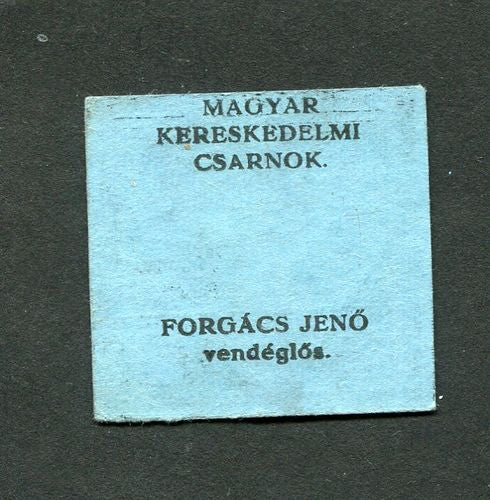 MAGYAR
KERESKEDELMI
CSARNOK.
FORGÁCS JENŐ
vendéglős.